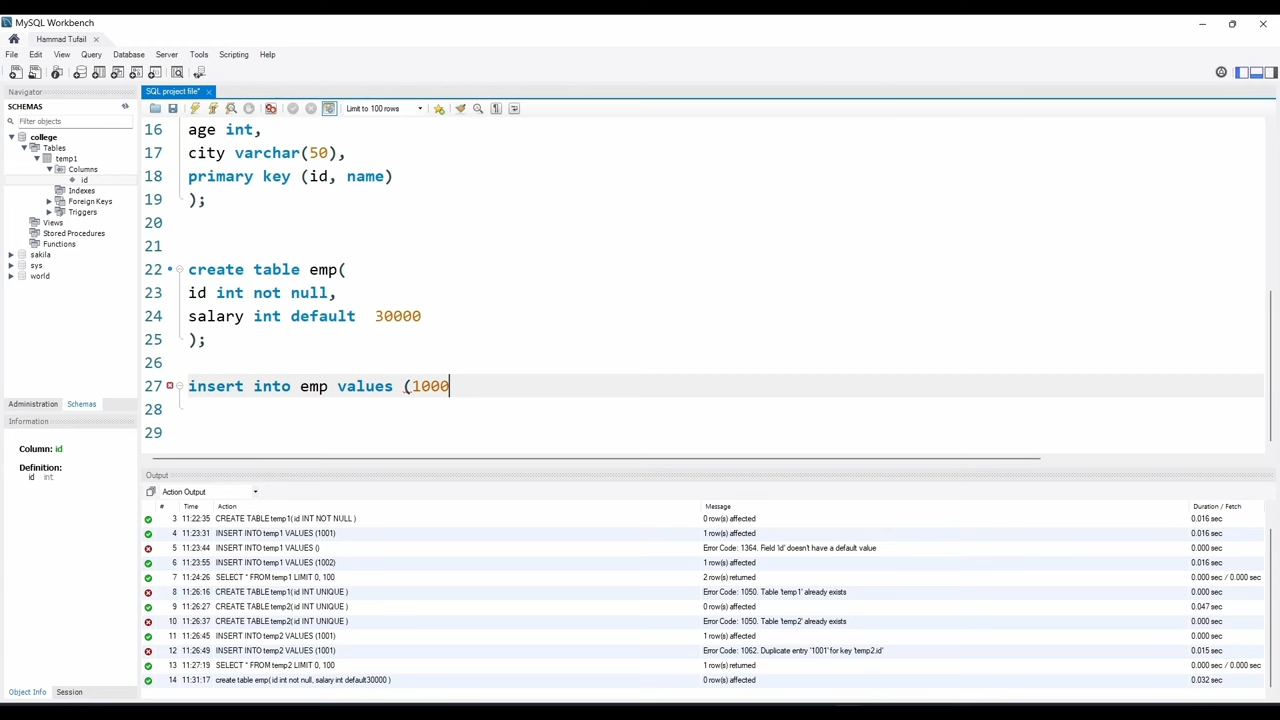 MySQL Workbench
Hammad Tufail ×
File Edit View Query Database Server Tools Scripting Help
Navigator
SCHEMAS
Filter objects
college
Tables
temp1
Columns
id
Indexes
Foreign Keys
Triggers
Views
Stored Procedures
Functions
sakila
sys
world
Administration Schemas
Information
Column: id
Definition:
id int
Object Info Session
SQL project file* ×
Limit to 100 rows
16 age int,
17 city varchar(50),
18 primary key (id, name)
19 );
20
21
22 create table emp(
23 id int not null,
24 salary int default  30000
25 );
26
27 insert into emp values (1000
28
29
Output
Action Output
# Time Action Message Duration / Fetch
3 11:22:35 CREATE TABLE temp1( id INT NOT NULL ) 0 row(s) affected 0.016 sec
4 11:23:31 INSERT INTO temp1 VALUES (1001) 1 row(s) affected 0.016 sec
5 11:23:44 INSERT INTO temp1 VALUES () Error Code: 1364. Field 'id' doesn't have a default value 0.000 sec
6 11:23:55 INSERT INTO temp1 VALUES (1002) 1 row(s) affected 0.016 sec
7 11:24:26 SELECT * FROM temp1 LIMIT 0, 100 2 row(s) returned 0.000 sec / 0.000 sec
8 11:26:16 CREATE TABLE temp1( id INT UNIQUE ) Error Code: 1050. Table 'temp1' already exists 0.000 sec
9 11:26:27 CREATE TABLE temp2( id INT UNIQUE ) 0 row(s) affected 0.047 sec
10 11:26:37 CREATE TABLE temp2( id INT UNIQUE ) Error Code: 1050. Table 'temp2' already exists 0.000 sec
11 11:26:45 INSERT INTO temp2 VALUES (1001) 1 row(s) affected 0.000 sec
12 11:26:49 INSERT INTO temp2 VALUES (1001) Error Code: 1062. Duplicate entry '1001' for key 'temp2.id' 0.015 sec
13 11:27:19 SELECT * FROM temp2 LIMIT 0, 100 1 row(s) returned 0.000 sec / 0.000 sec
14 11:31:17 create table emp( id int not null, salary int default30000 ) 0 row(s) affected 0.032 sec